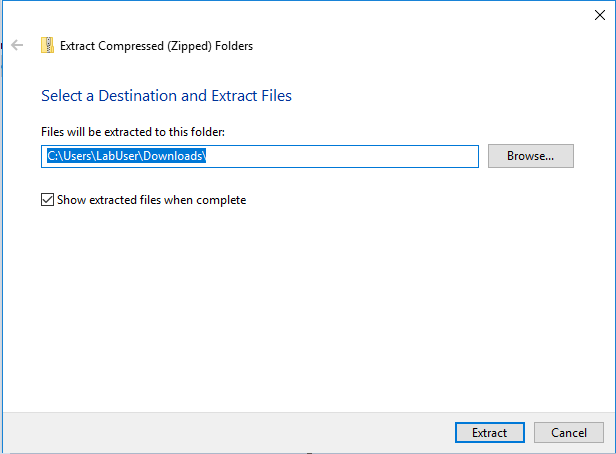 Extract Compressed (Zipped) Folders
Select a Destination and Extract Files
Files will be extracted to this folder:
C:\Users\LabUser\Downloads\
Browse...
Show extracted files when complete
Extract
Cancel